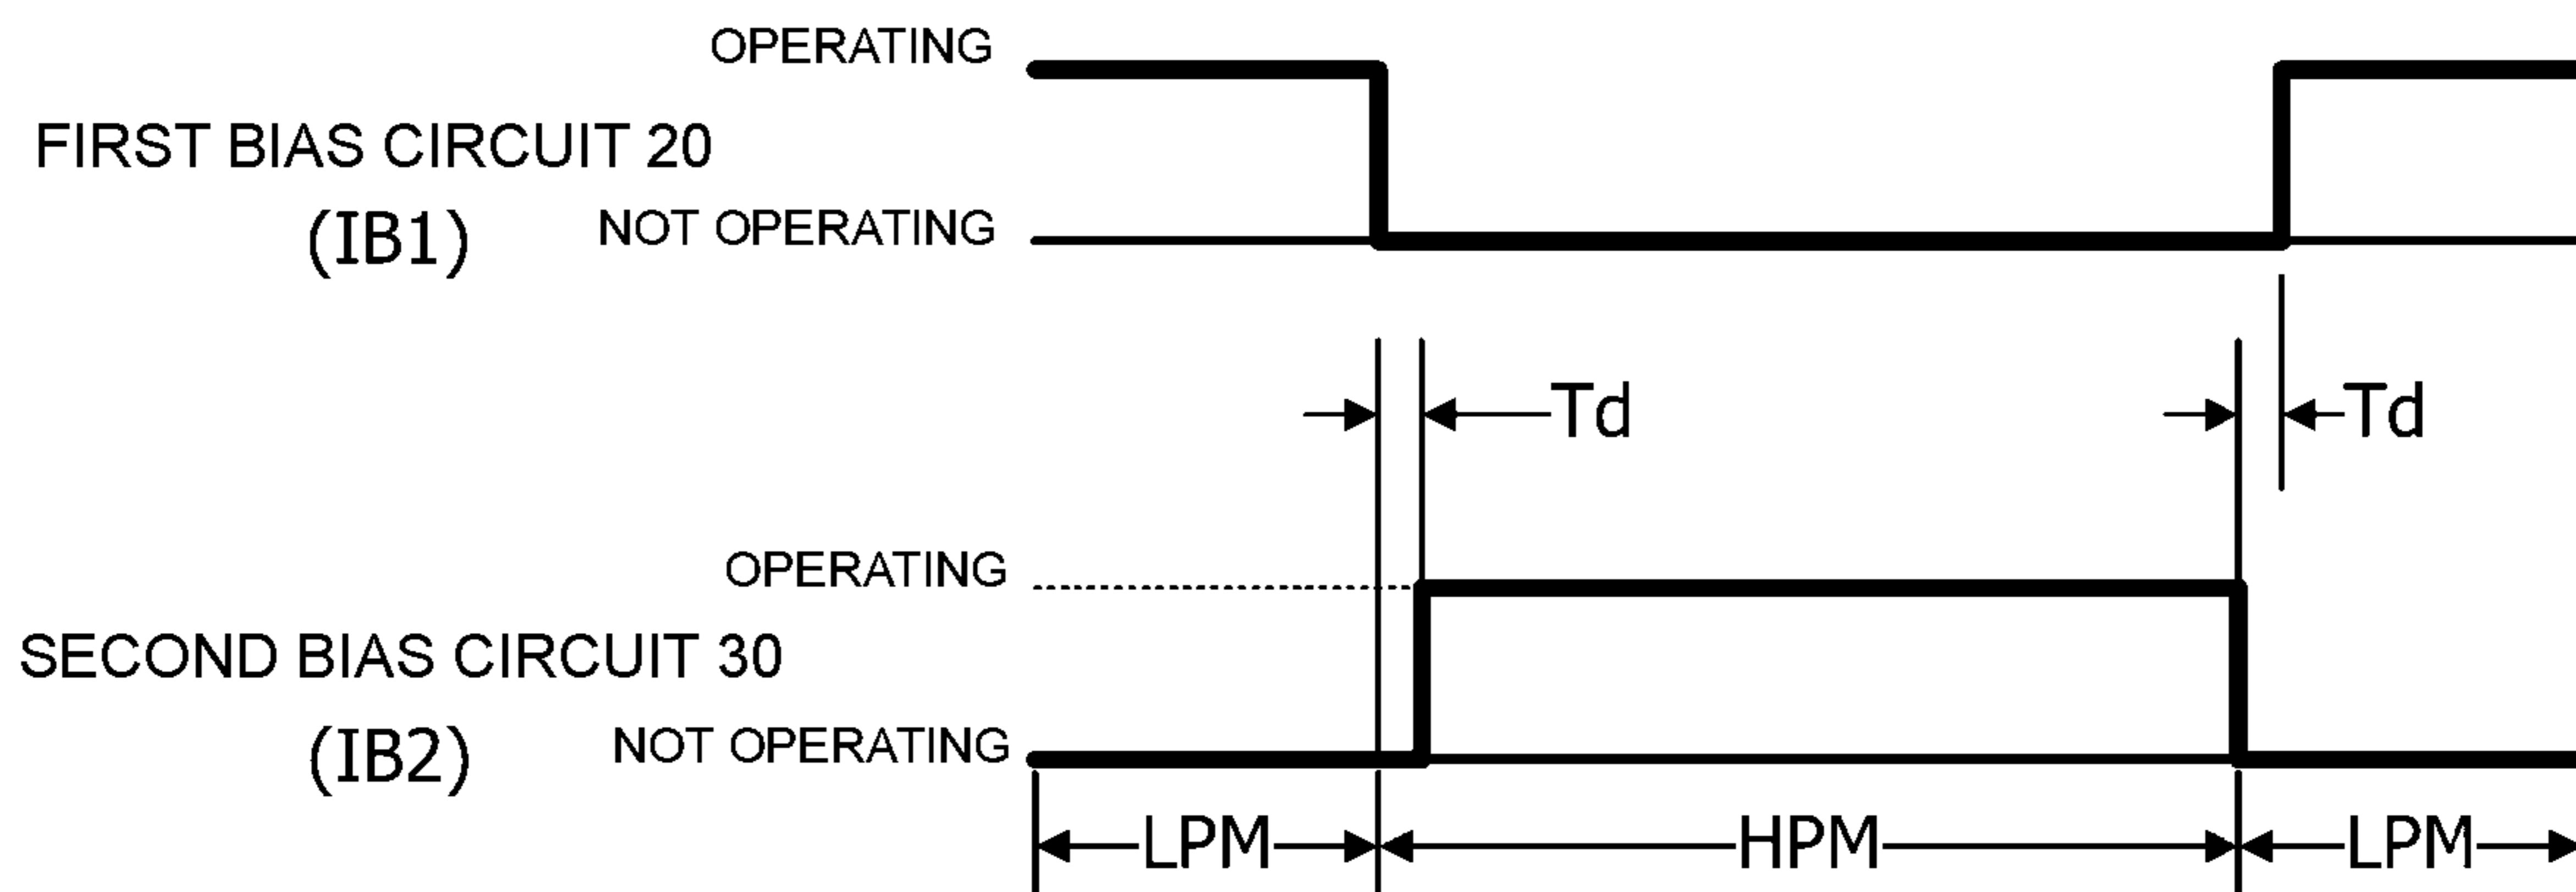 OPERATING
FIRST BIAS CIRCUIT 20
(IB1)
NOT OPERATING
Td
Td
OPERATING
SECOND BIAS CIRCUIT 30
(IB2)
NOT OPERATING
LPM
HPM
LPM